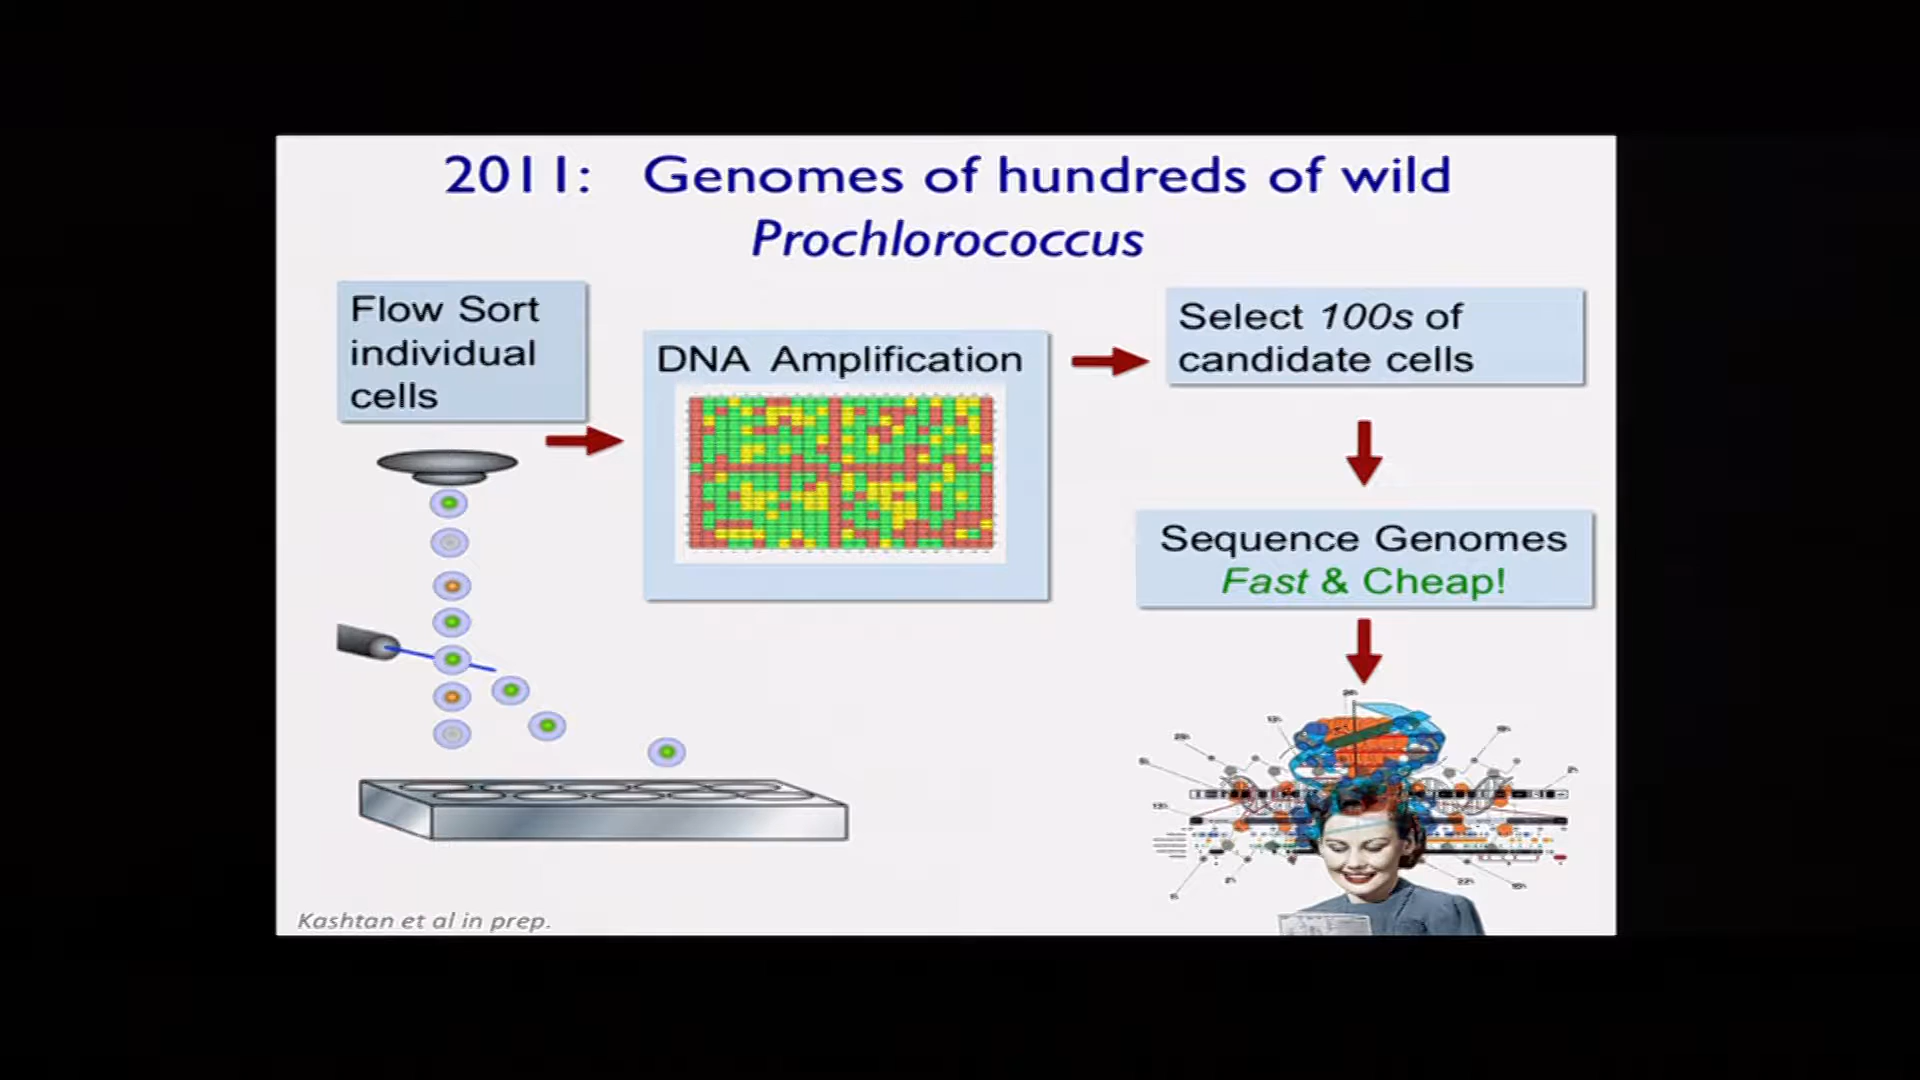 2011: Genomes of hundreds of wild
Prochlorococcus
Flow Sort
individual
cells
DNA Amplification
Select 100s of
candidate cells
Sequence Genomes
Fast & Cheap!
Kashtan et al in prep.